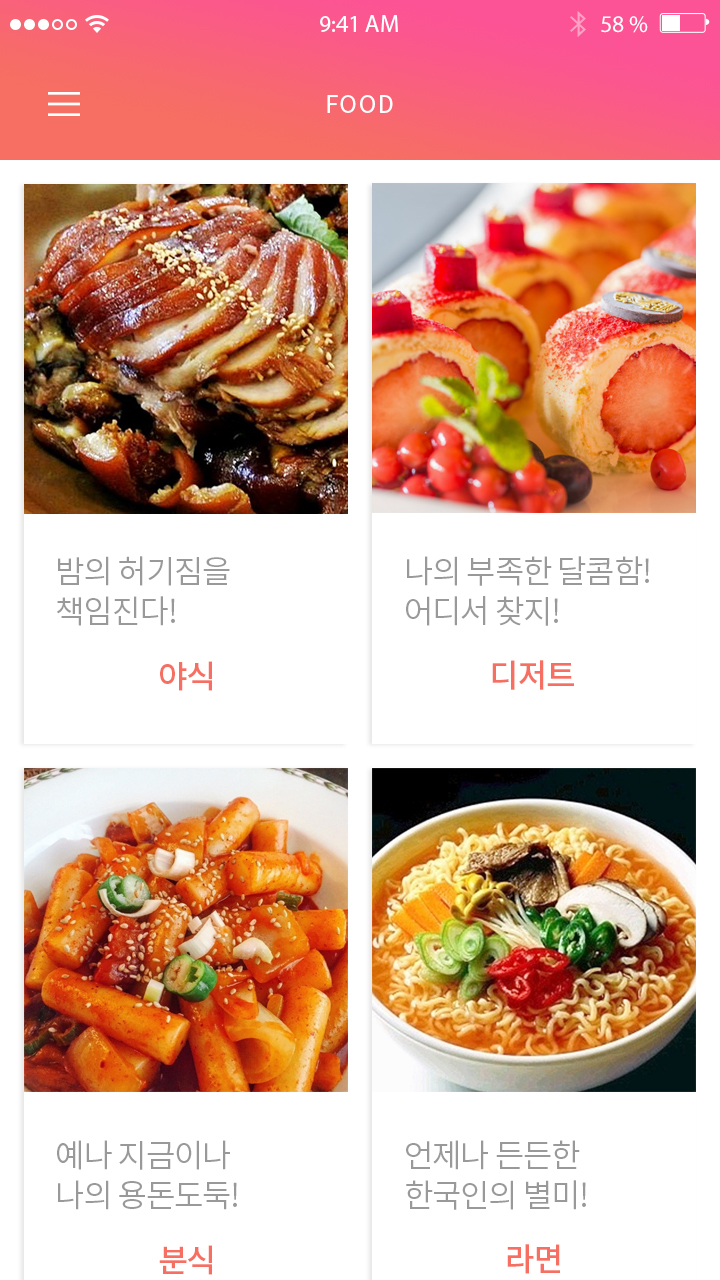 9:41 AM
58 %
FOOD
밤의 허기짐을
책임진다!
야식
나의 부족한 달콤함!
어디서 찾지!
디저트
예나 지금이나
나의 용돈도둑!
분식
언제나 든든한
한국인의 별미!
라면